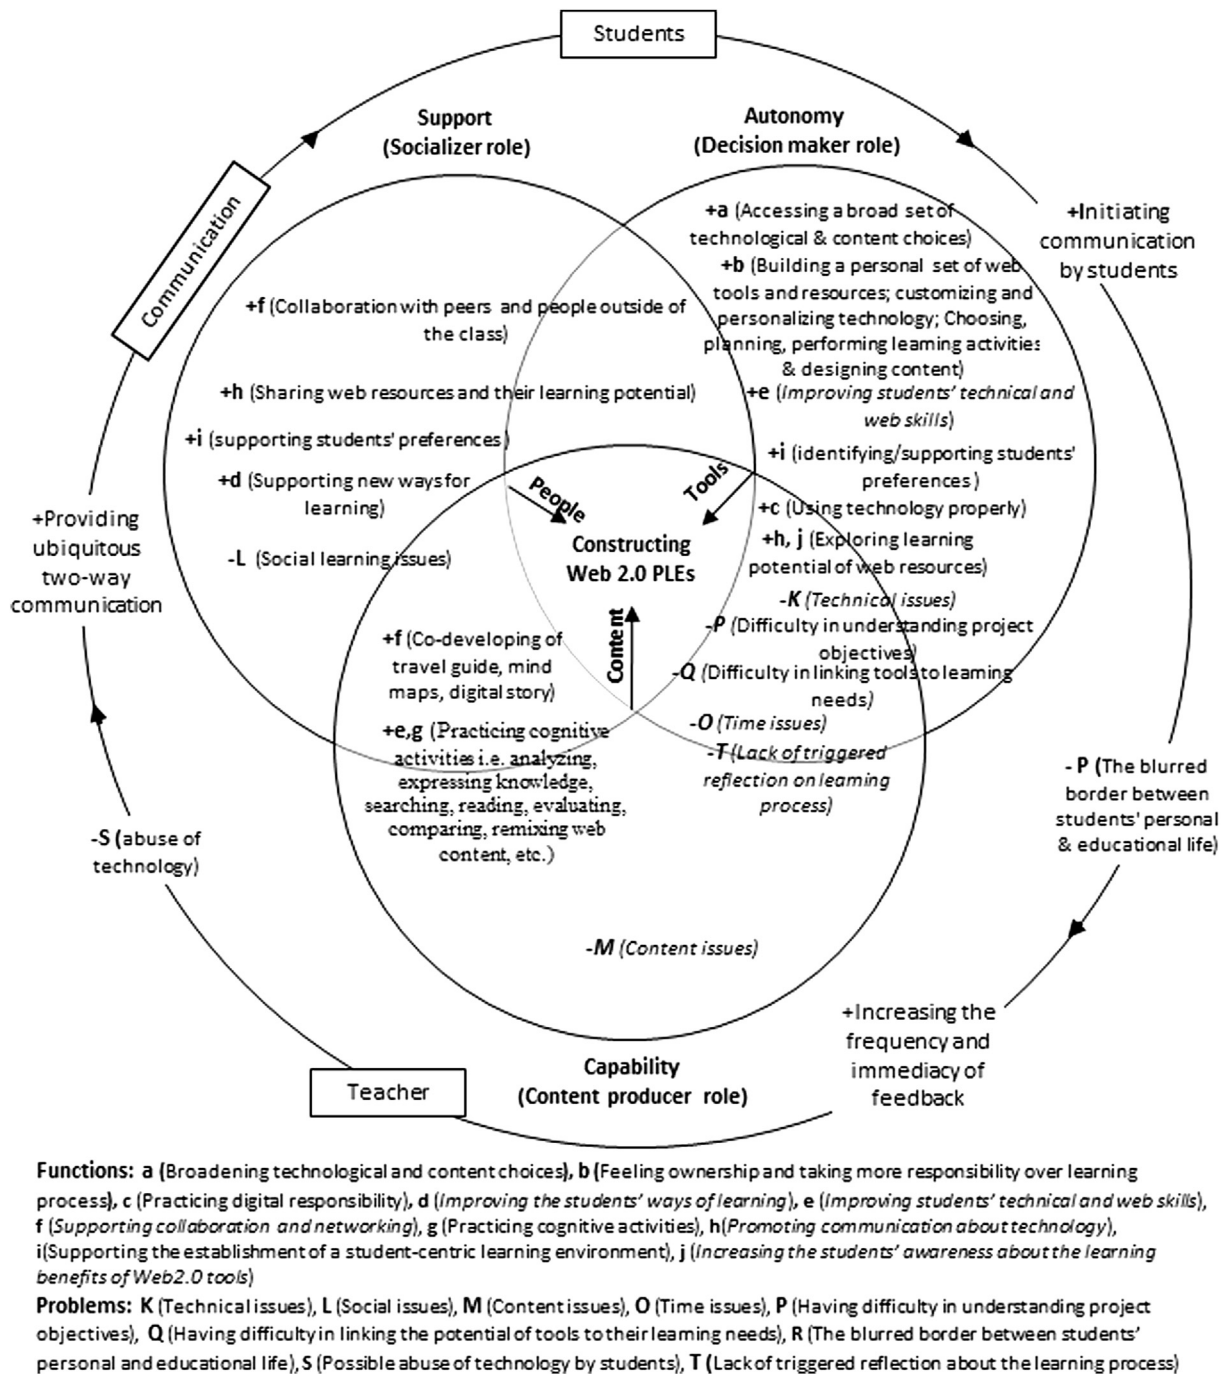 Students
Support
(Socializer role)
Autonomy
(Decision maker role)
Communication
+a (Accessing a broad set of
technological & content choices)
+b (Building a personal set of web
tools and resources; customizing and
personalizing technology; Choosing,
planning, performing learning activities
& designing content)
+e (Improving students' technical and
web skills)
+i (identifying/supporting students'
preferences)
+c (Using technology properly)
+h, j (Exploring learning
potential of web resources)
-K (Technical issues)
-P (Difficulty in understanding project
objectives)
-Q (Difficulty in linking tools to learning
needs)
-O (Time issues)
-T (Lack of triggered
reflection on learning
process)
+Initiating
communication
by students
+f (Collaboration with peers and people outside of
the class)
+h (Sharing web resources and their learning potential)
+i (supporting students' preferences)
+d (Supporting new ways for
learning)
-L (Social learning issues)
People
Tools
Constructing
Web 2.0 PLEs
Content
+Providing
ubiquitous
two-way
communication
+f (Co-developing of
travel guide, mind
maps, digital story)
+e,g (Practicing cognitive
activities i.e. analyzing,
expressing knowledge,
searching, reading, evaluating,
comparing, remixing web
content, etc.)
- P (The blurred
border between
students' personal
& educational life)
-S (abuse of
technology)
-M (Content issues)
+Increasing the
frequency and
immediacy of
feedback
Capability
(Content producer role)
Teacher
Functions: a (Broadening technological and content choices), b (Feeling ownership and taking more responsibility over learning
process), c (Practicing digital responsibility), d (Improving the students' ways of learning), e (Improving students' technical and web skills),
f (Supporting collaboration and networking), g (Practicing cognitive activities), h(Promoting communication about technology),
i(Supporting the establishment of a student-centric learning environment), j (Increasing the students' awareness about the learning
benefits of Web2.0 tools)
Problems: K (Technical issues), L (Social issues), M (Content issues), O (Time issues), P (Having difficulty in understanding project
objectives), Q (Having difficulty in linking the potential of tools to their learning needs), R (The blurred border between students'
personal and educational life), S (Possible abuse of technology by students), T (Lack of triggered reflection about the learning process)